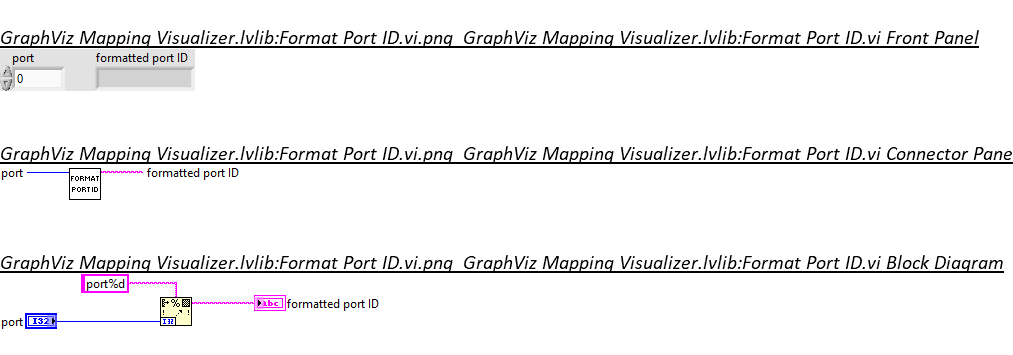 GraphViz Mapping Visualizer.lvlib:Format Port ID.vi.png GraphViz Mapping Visualizer.lvlib:Format Port ID.vi Front Panel
port formatted port ID
0
GraphViz Mapping Visualizer.lvlib:Format Port ID.vi.png GraphViz Mapping Visualizer.lvlib:Format Port ID.vi Connector Pane
port FORMAT formatted port ID
PORT ID
GraphViz Mapping Visualizer.lvlib:Format Port ID.vi.png GraphViz Mapping Visualizer.lvlib:Format Port ID.vi Block Diagram
port%d
% abc formatted port ID
port I32 I32